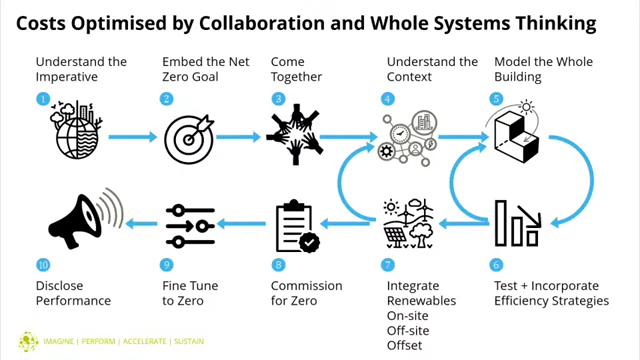 Costs Optimised by Collaboration and Whole Systems Thinking
Understand the
Imperative
Embed the Net
Zero Goal
Come
Together
Understand the
Context
Model the Whole
Building
1
2
3
4
5
10
9
8
7
6
Disclose
Performance
Fine Tune
to Zero
Commission
for Zero
Integrate
Renewables
On-site
Off-site
Offset
Test + Incorporate
Efficiency Strategies
IMAGINE | PERFORM | ACCELERATE | SUSTAIN